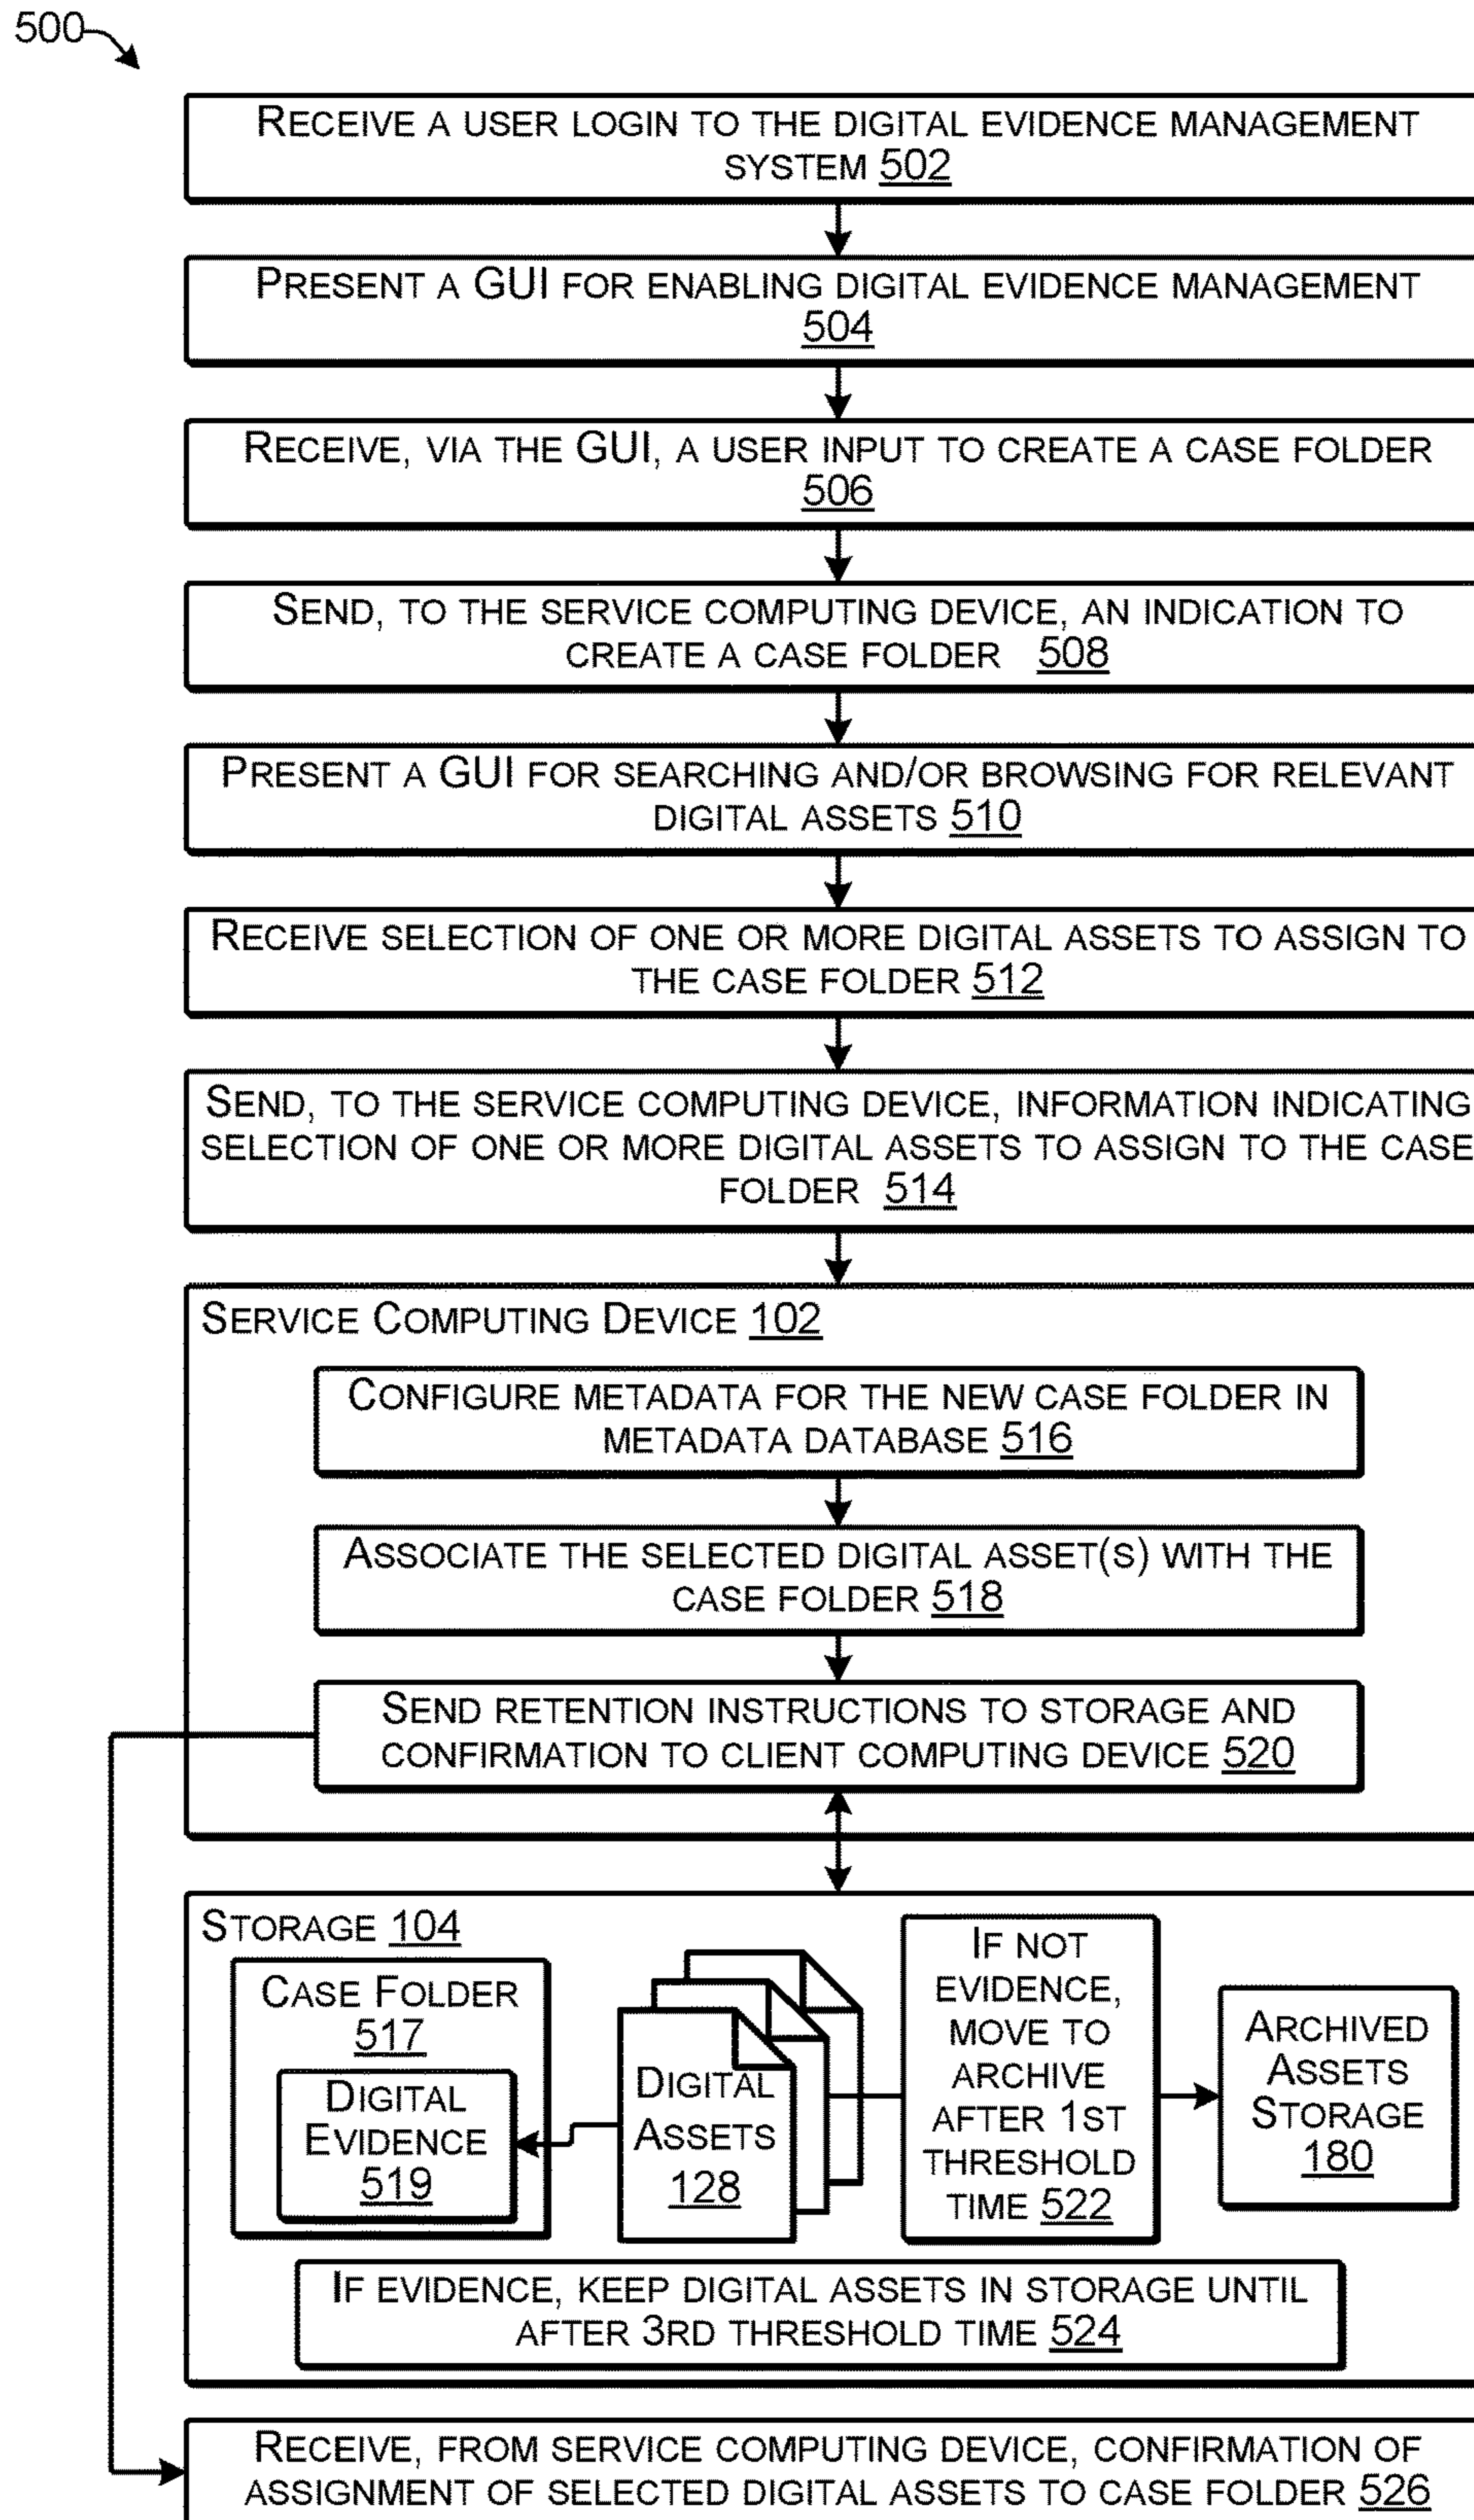 500
RECEIVE A USER LOGIN TO THE DIGITAL EVIDENCE MANAGEMENT
SYSTEM 502
PRESENT A GUI FOR ENABLING DIGITAL EVIDENCE MANAGEMENT
504
RECEIVE, VIA THE GUI, A USER INPUT TO CREATE A CASE FOLDER
506
SEND, TO THE SERVICE COMPUTING DEVICE, AN INDICATION TO
CREATE A CASE FOLDER 508
PRESENT A GUI FOR SEARCHING AND/OR BROWSING FOR RELEVANT
DIGITAL ASSETS 510
RECEIVE SELECTION OF ONE OR MORE DIGITAL ASSETS TO ASSIGN TO
THE CASE FOLDER 512
SEND, TO THE SERVICE COMPUTING DEVICE, INFORMATION INDICATING
SELECTION OF ONE OR MORE DIGITAL ASSETS TO ASSIGN TO THE CASE
FOLDER 514
SERVICE COMPUTING DEVICE 102
CONFIGURE METADATA FOR THE NEW CASE FOLDER IN
METADATA DATABASE 516
ASSOCIATE THE SELECTED DIGITAL ASSET(S) WITH THE
CASE FOLDER 518
SEND RETENTION INSTRUCTIONS TO STORAGE AND
CONFIRMATION TO CLIENT COMPUTING DEVICE 520
STORAGE 104
CASE FOLDER
517
DIGITAL
EVIDENCE
519
DIGITAL
ASSETS
128
IF NOT
EVIDENCE,
MOVE TO
ARCHIVE
AFTER 1ST
THRESHOLD
TIME 522
ARCHIVED
ASSETS
STORAGE
180
IF EVIDENCE, KEEP DIGITAL ASSETS IN STORAGE UNTIL
AFTER 3RD THRESHOLD TIME 524
RECEIVE, FROM SERVICE COMPUTING DEVICE, CONFIRMATION OF
ASSIGNMENT OF SELECTED DIGITAL ASSETS TO CASE FOLDER 526